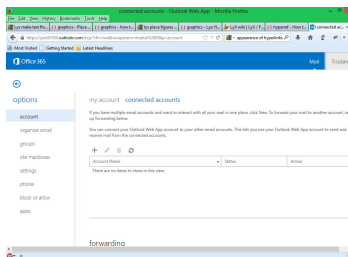 connected accounts - Outlook Web App - Mozilla Firefox
File Edit View History Bookmarks Tools Help
Most Visited Getting Started Latest Headlines
Office 365
Mail
options
my account connected accounts
account
organize email
groups
site mailboxes
settings
phone
block or allow
apps
If you have multiple email accounts and want to interact with all your mail in one place, click New. To forward your mail to another account,
up forwarding below.
You can connect your Outlook Web App account to your other email accounts. This lets you use your Outlook Web App account to send and
receive mail from the connected accounts.
Account Name Status Action
There are no items to show in this view.
forwarding